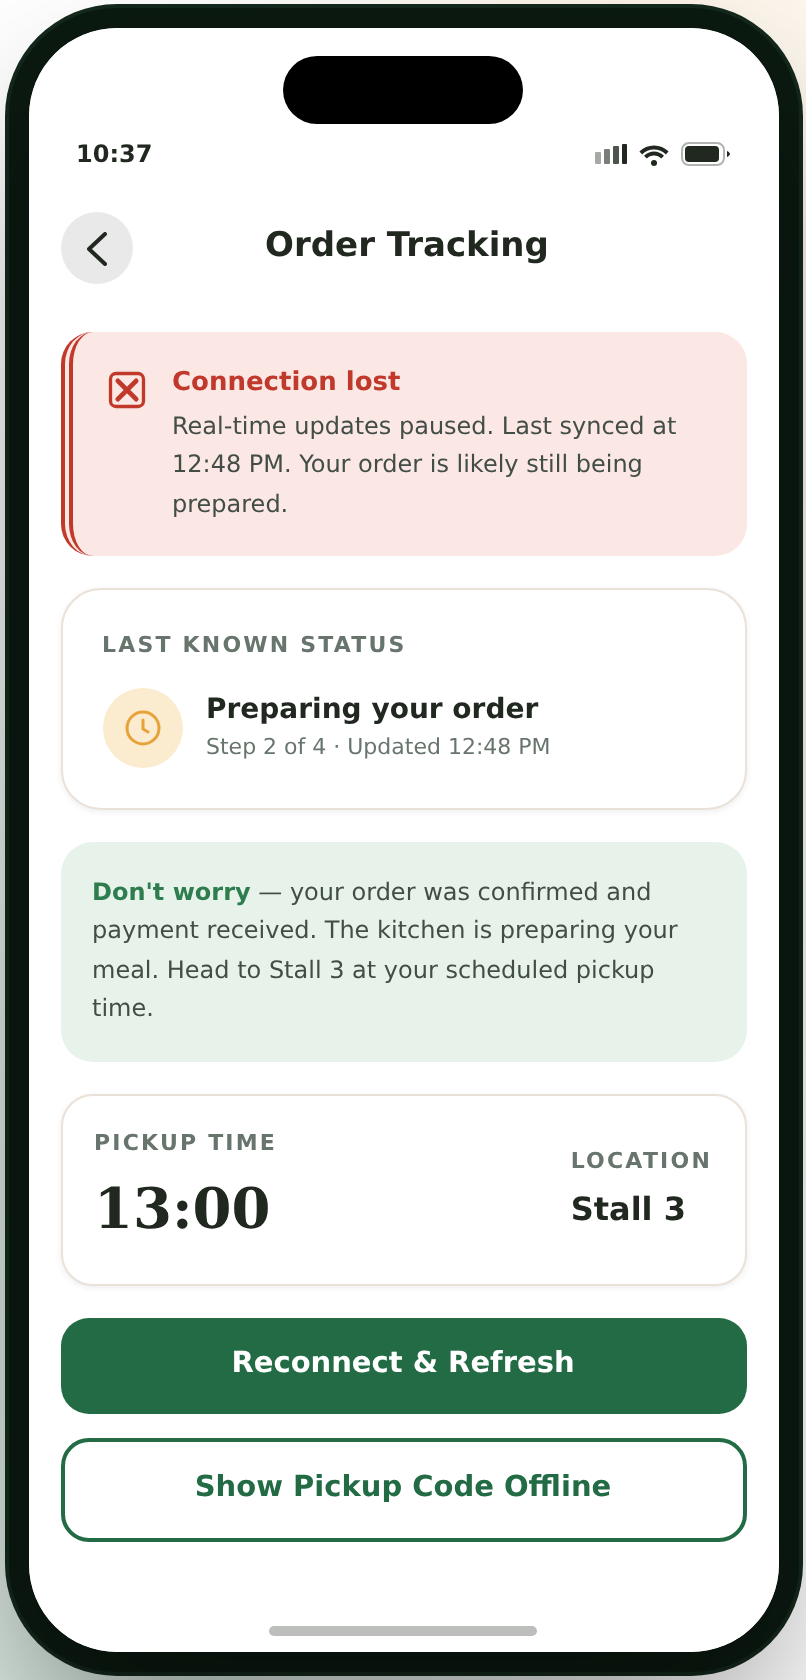 10:37
Order Tracking
Connection lost
Real-time updates paused. Last synced at
12:48 PM. Your order is likely still being
prepared.
LAST KNOWN STATUS
Preparing your order
Step 2 of 4 · Updated 12:48 PM
Don't worry — your order was confirmed and
payment received. The kitchen is preparing your
meal. Head to Stall 3 at your scheduled pickup
time.
PICKUP TIME
13:00
LOCATION
Stall 3
Reconnect & Refresh
Show Pickup Code Offline